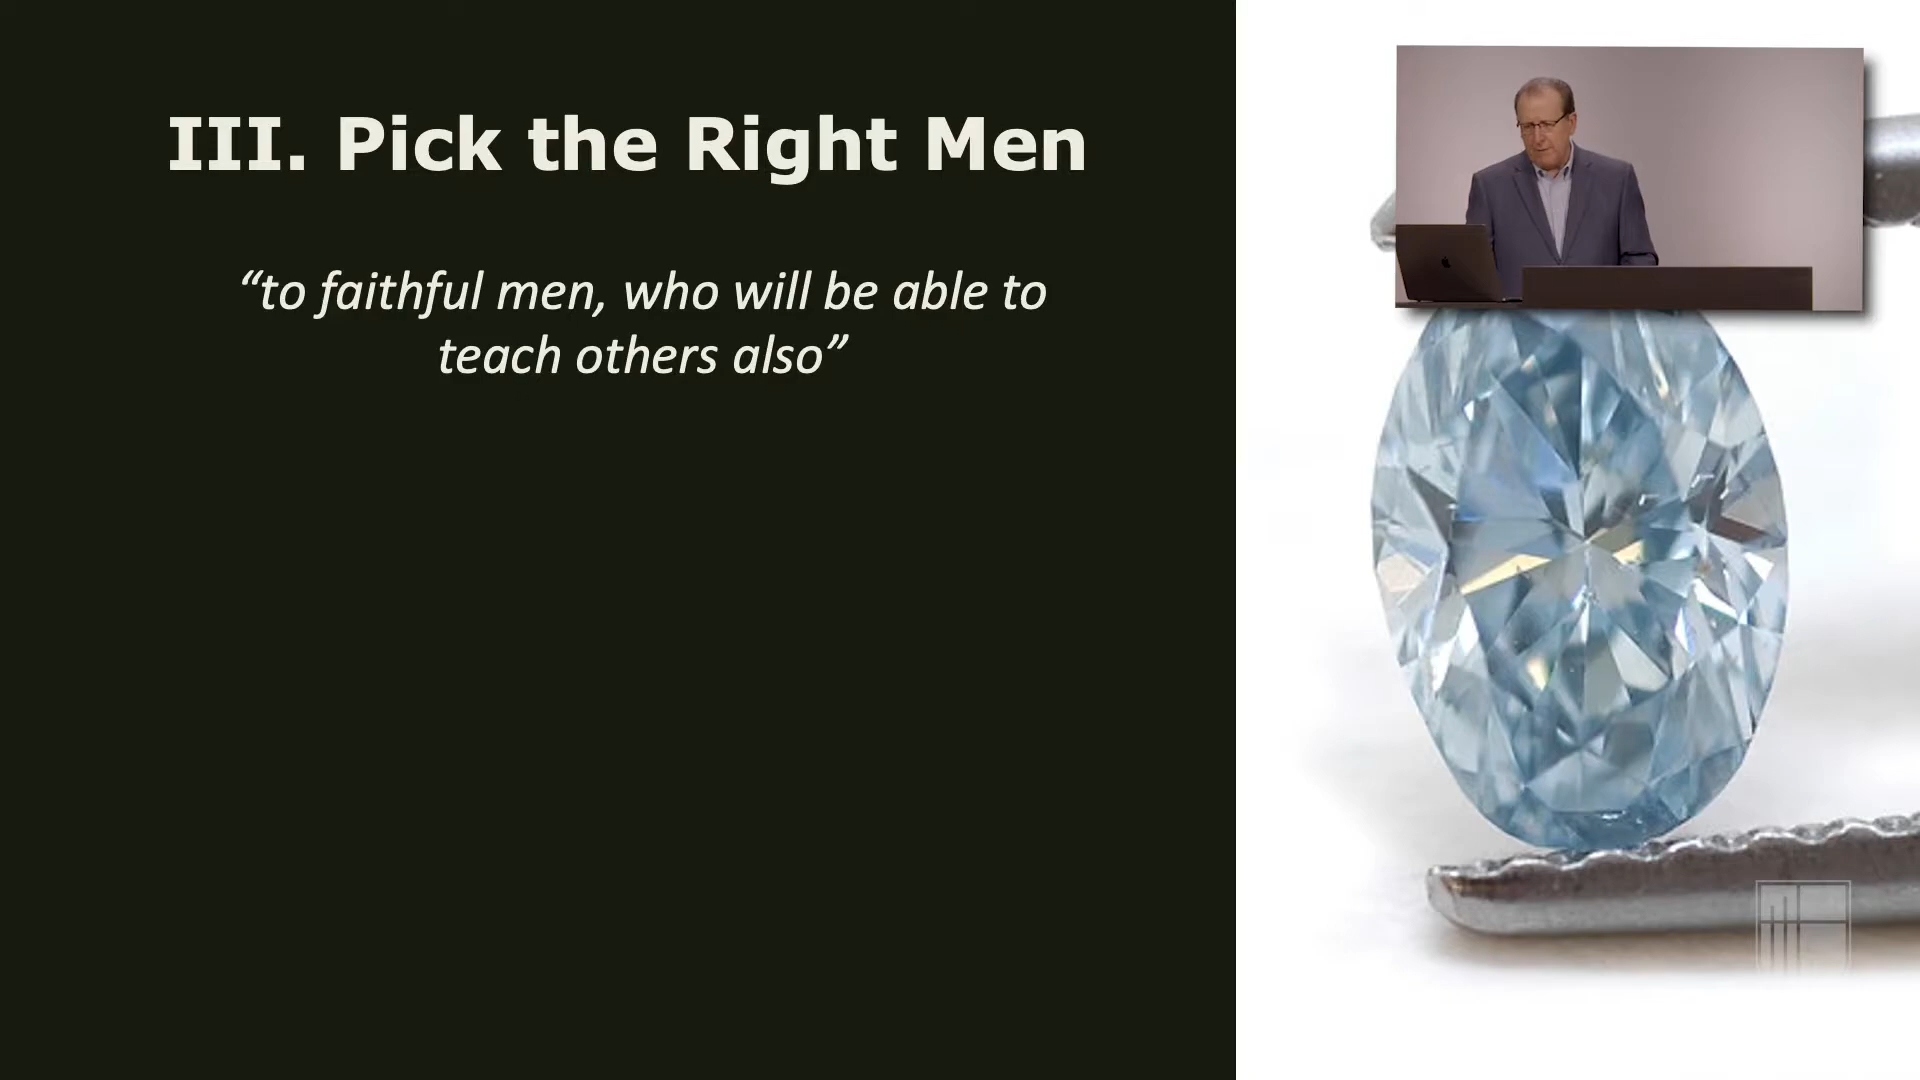 III. Pick the Right Men
“to faithful men, who will be able to
teach others also”